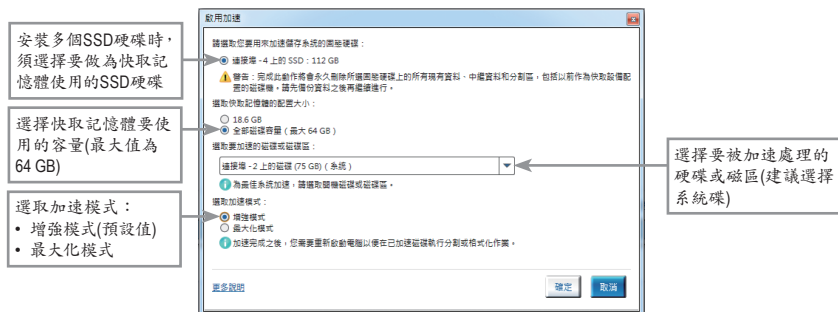 安裝多個SSD硬碟時，
須選擇要做為快取記
憶體使用的SSD硬碟
選擇快取記憶體要使
用的容量(最大值為
64 GB)
選取加速模式：
• 增強模式(預設值)
• 最大化模式
啟用加速
請選取您要用來加速儲存系統的固態硬碟：
連接埠 - 4 上的 SSD：112 GB
警告：完成此動作將會永久刪除所選固態硬碟上的所有現有資料、中繼資料和分割區，包括以前作為快取設備配
置的磁碟機。請先備份資料之後再繼續進行。
選取快取記憶體的配置大小：
18.6 GB
全部磁碟容量（最大 64 GB）
選取要加速的磁碟或磁碟區：
連接埠 - 2 上的磁碟 (75 GB)（系統）
為最佳系統加速，請選取開機磁碟或磁碟區。
選取加速模式：
增強模式
最大化模式
加速完成之後，您需要重新啟動電腦以便在已加速磁碟執行分割或格式化作業。
更多說明
確定
取消
選擇要被加速處理的
硬碟或磁區(建議選擇
系統碟)